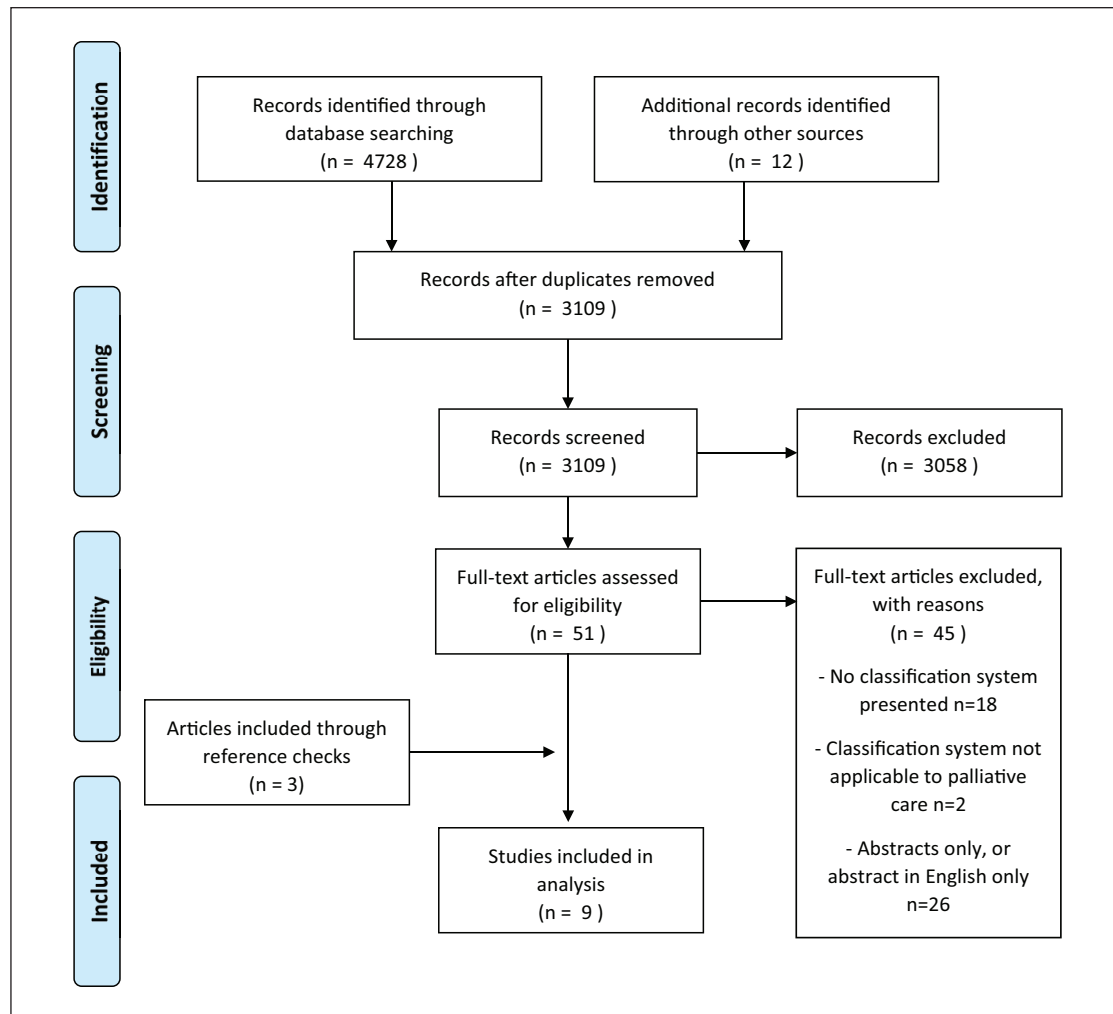 Identification
Records identified through
database searching
(n = 4728 )
Additional records identified
through other sources
(n = 12 )
Records after duplicates removed
(n = 3109 )
Screening
Records screened
(n = 3109 )
Records excluded
(n = 3058 )
Eligibility
Full-text articles assessed
for eligibility
(n = 51 )
Full-text articles excluded,
with reasons
(n = 45 )
- No classification system
presented n=18
- Classification system not
applicable to palliative
care n=2
- Abstracts only, or
abstract in English only
n=26
Articles included through
reference checks
(n = 3)
Included
Studies included in
analysis
(n = 9 )